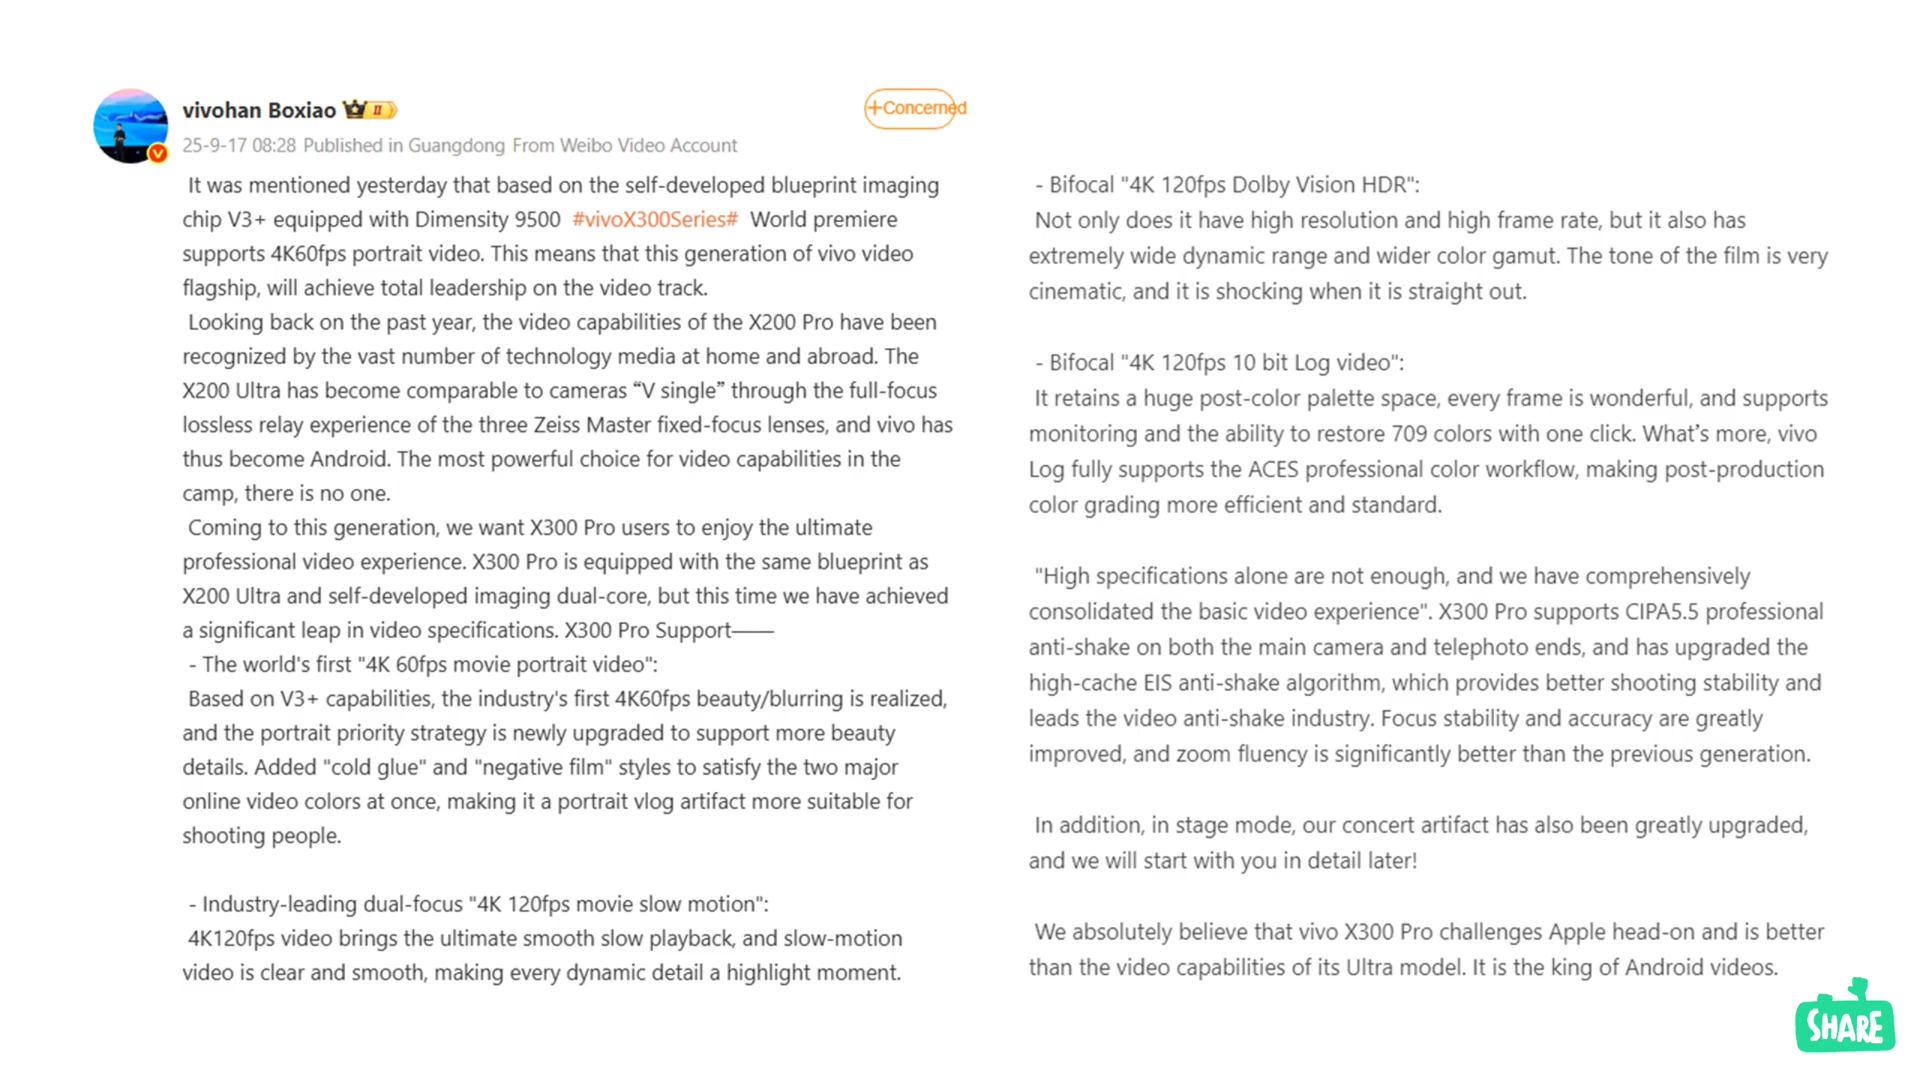 vivohan Boxiao II
+Concerned
25-9-17 08:28 Published in Guangdong From Weibo Video Account
It was mentioned yesterday that based on the self-developed blueprint imaging
chip V3+ equipped with Dimensity 9500 #vivoX300Series# World premiere
supports 4K60fps portrait video. This means that this generation of vivo video
flagship, will achieve total leadership on the video track.
Looking back on the past year, the video capabilities of the X200 Pro have been
recognized by the vast number of technology media at home and abroad. The
X200 Ultra has become comparable to cameras “V single” through the full-focus
lossless relay experience of the three Zeiss Master fixed-focus lenses, and vivo has
thus become Android. The most powerful choice for video capabilities in the
camp, there is no one.
Coming to this generation, we want X300 Pro users to enjoy the ultimate
professional video experience. X300 Pro is equipped with the same blueprint as
X200 Ultra and self-developed imaging dual-core, but this time we have achieved
a significant leap in video specifications. X300 Pro Support——
- The world's first "4K 60fps movie portrait video":
Based on V3+ capabilities, the industry's first 4K60fps beauty/blurring is realized,
and the portrait priority strategy is newly upgraded to support more beauty
details. Added "cold glue" and "negative film" styles to satisfy the two major
online video colors at once, making it a portrait vlog artifact more suitable for
shooting people.
- Industry-leading dual-focus "4K 120fps movie slow motion":
4K120fps video brings the ultimate smooth slow playback, and slow-motion
video is clear and smooth, making every dynamic detail a highlight moment.
- Bifocal "4K 120fps Dolby Vision HDR":
Not only does it have high resolution and high frame rate, but it also has
extremely wide dynamic range and wider color gamut. The tone of the film is very
cinematic, and it is shocking when it is straight out.
- Bifocal "4K 120fps 10 bit Log video":
It retains a huge post-color palette space, every frame is wonderful, and supports
monitoring and the ability to restore 709 colors with one click. What’s more, vivo
Log fully supports the ACES professional color workflow, making post-production
color grading more efficient and standard.
"High specifications alone are not enough, and we have comprehensively
consolidated the basic video experience". X300 Pro supports CIPA5.5 professional
anti-shake on both the main camera and telephoto ends, and has upgraded the
high-cache EIS anti-shake algorithm, which provides better shooting stability and
leads the video anti-shake industry. Focus stability and accuracy are greatly
improved, and zoom fluency is significantly better than the previous generation.
In addition, in stage mode, our concert artifact has also been greatly upgraded,
and we will start with you in detail later!
We absolutely believe that vivo X300 Pro challenges Apple head-on and is better
than the video capabilities of its Ultra model. It is the king of Android videos.
SHARE